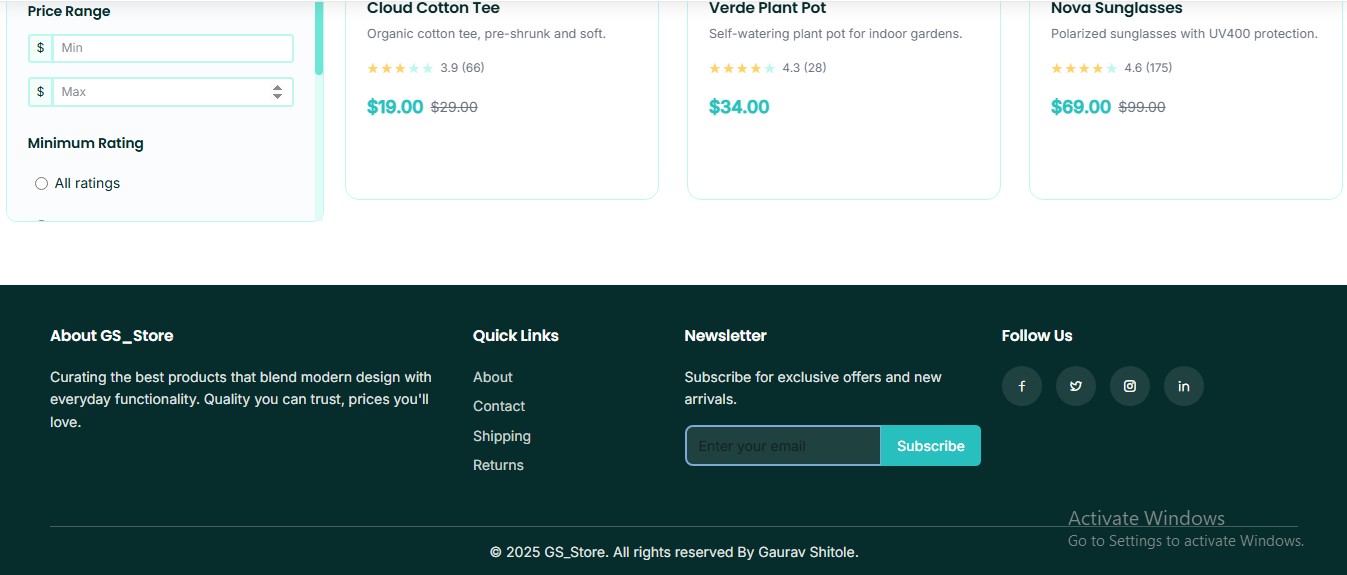 Price Range
$ Min
$ Max
Minimum Rating
All ratings
Cloud Cotton Tee
Organic cotton tee, pre-shrunk and soft.
★★★★★ 3.9 (66)
$19.00 $29.00
Verde Plant Pot
Self-watering plant pot for indoor gardens.
★★★★★ 4.3 (28)
$34.00
Nova Sunglasses
Polarized sunglasses with UV400 protection.
★★★★★ 4.6 (175)
$69.00 $99.00
About GS_Store
Curating the best products that blend modern design with
everyday functionality. Quality you can trust, prices you'll
love.
Quick Links
About
Contact
Shipping
Returns
Newsletter
Subscribe for exclusive offers and new
arrivals.
Enter your email Subscribe
Follow Us
Activate Windows
Go to Settings to activate Windows.
© 2025 GS_Store. All rights reserved By Gaurav Shitole.